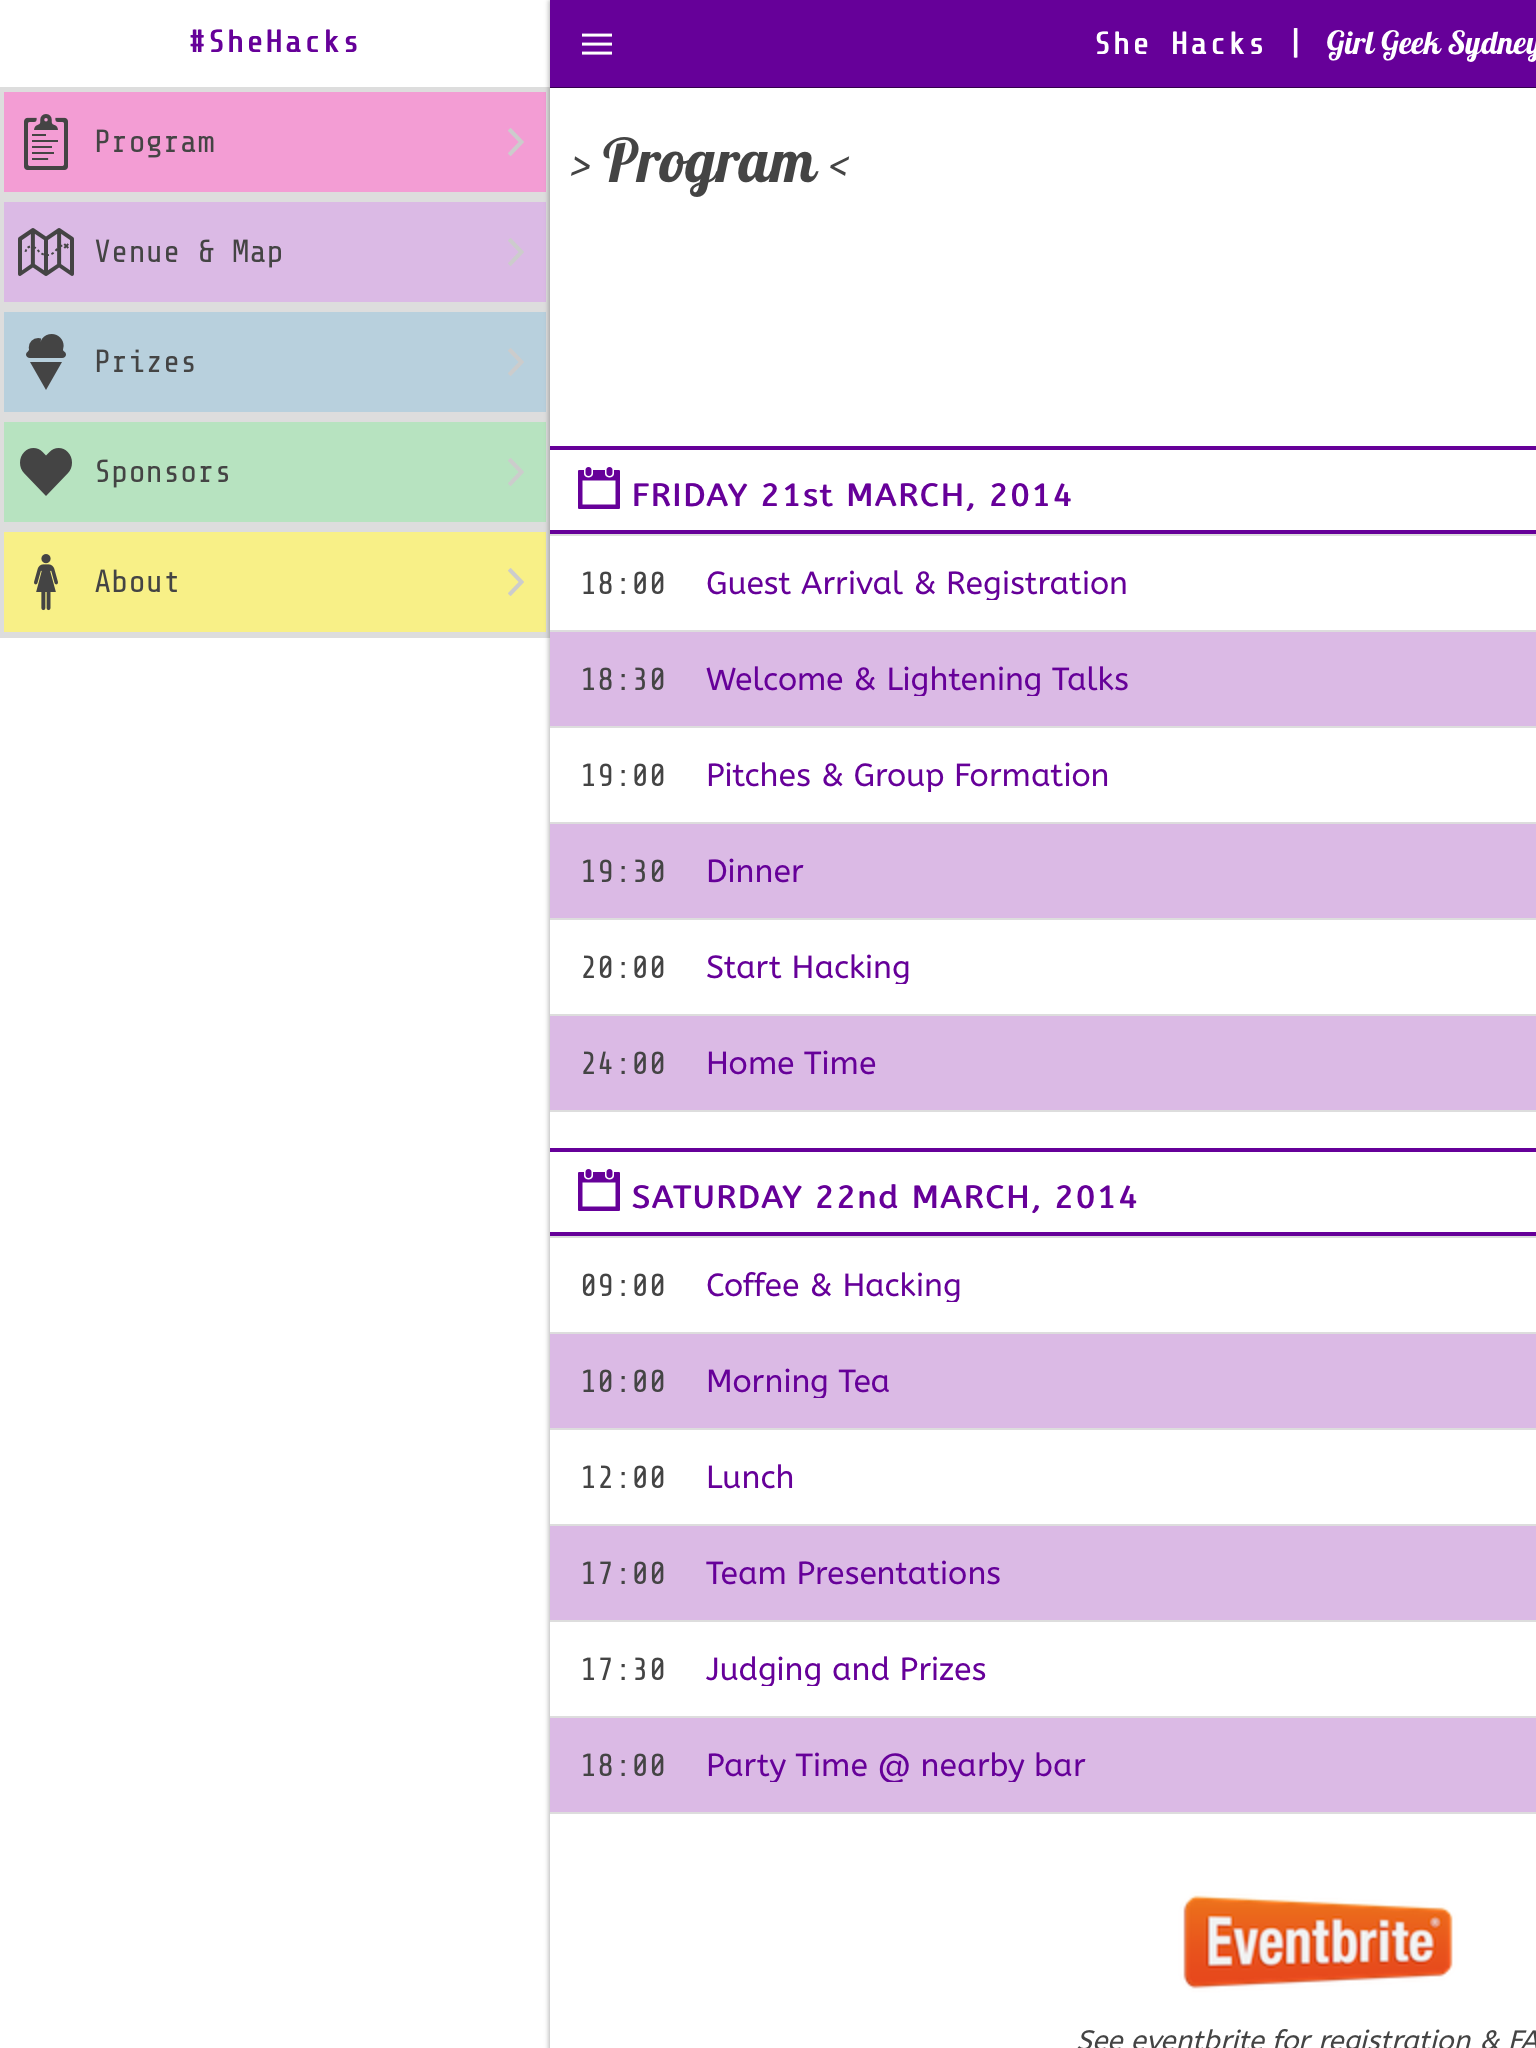 #SheHacks
Program
Venue & Map
Prizes
Sponsors
About
She Hacks | Girl Geek Sydney
> Program <
FRIDAY 21st MARCH, 2014
18:00 Guest Arrival & Registration
18:30 Welcome & Lightening Talks
19:00 Pitches & Group Formation
19:30 Dinner
20:00 Start Hacking
24:00 Home Time
SATURDAY 22nd MARCH, 2014
09:00 Coffee & Hacking
10:00 Morning Tea
12:00 Lunch
17:00 Team Presentations
17:30 Judging and Prizes
18:00 Party Time @ nearby bar
Eventbrite®
See eventbrite for registration & FA